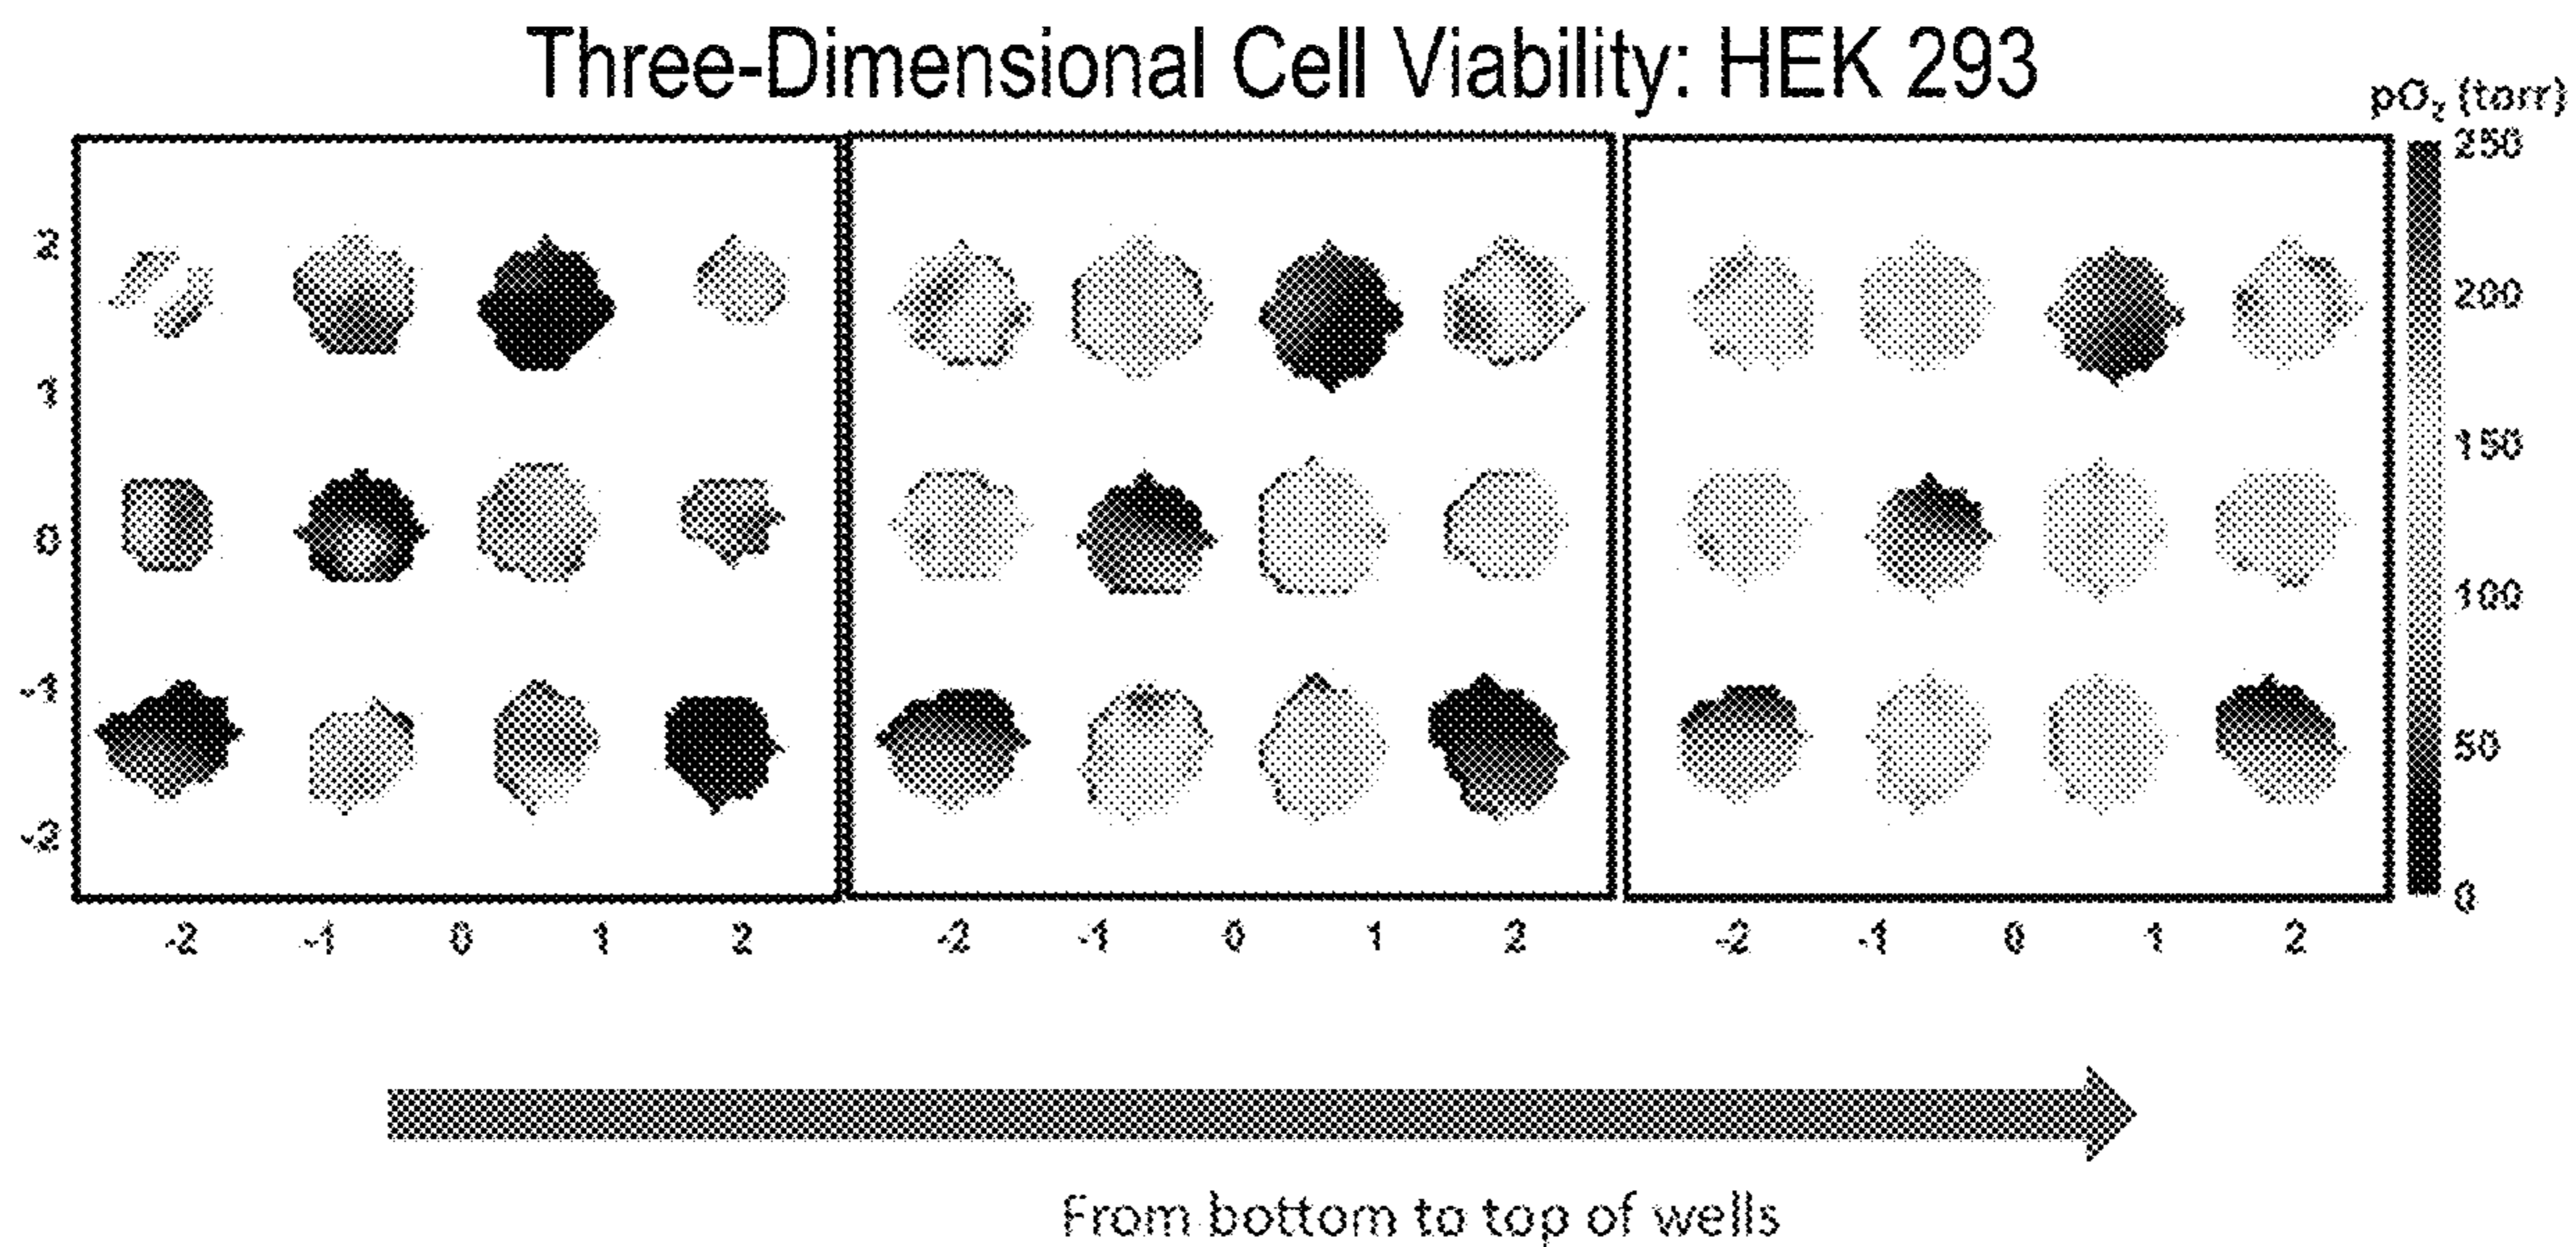 Three-Dimensional Cell Viability: HEK 293
pO₂ (torr)
250
200
150
100
50
0
2
1
0
-1
-2
-2 -1 0 1 2 -2 -1 0 1 2 -2 -1 0 1 2
From bottom to top of wells